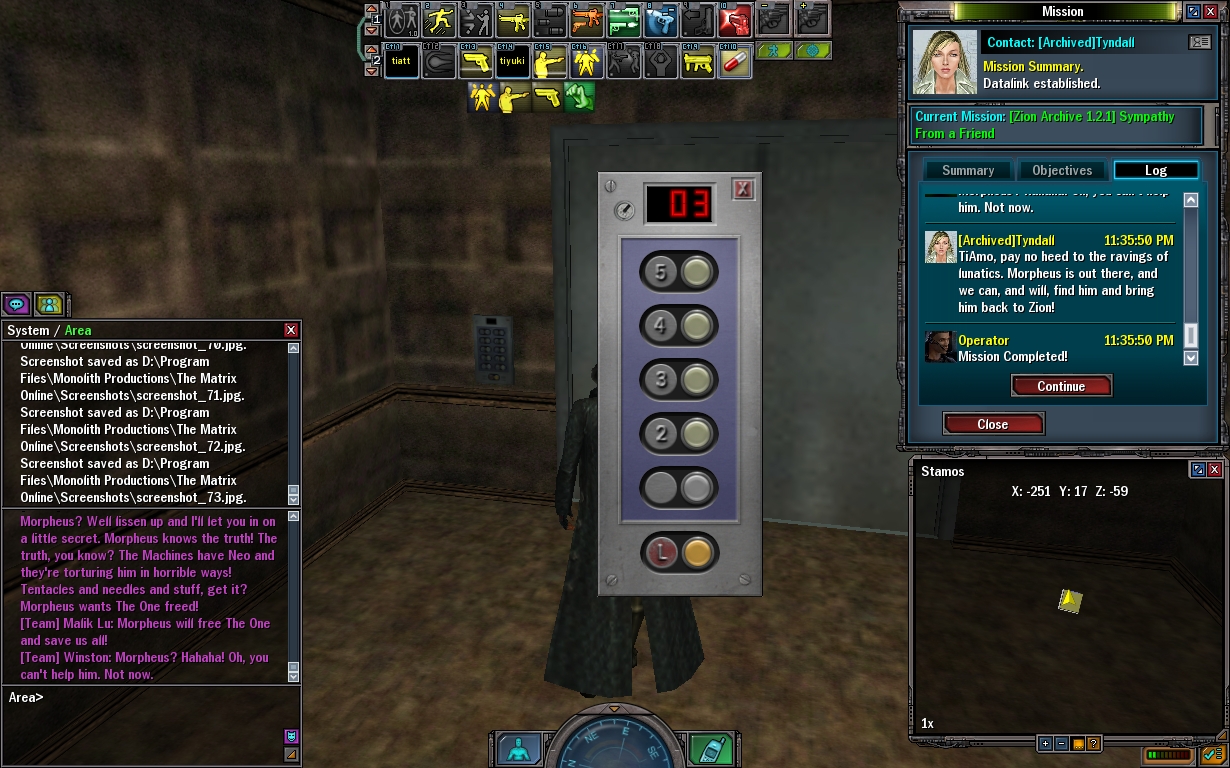 Mission
Contact: [Archived]Tyndall
Mission Summary.
Datalink established.
Current Mission: [Zion Archive 1.2.1] Sympathy
From a Friend
Summary
Objectives
Log
him. Not now.
[Archived]Tyndall 11:35:50 PM
TiAmo, pay no heed to the ravings of
lunatics. Morpheus is out there, and
we can, and will, find him and bring
him back to Zion!
Operator 11:35:50 PM
Mission Completed!
Continue
Close
1
2
tiatt
tiyuki
03
X
5
4
3
2
L
System / Area
Online\Screenshots\screenshot_70.jpg.
Screenshot saved as D:\Program
Files\Monolith Productions\The Matrix
Online\Screenshots\screenshot_71.jpg.
Screenshot saved as D:\Program
Files\Monolith Productions\The Matrix
Online\Screenshots\screenshot_72.jpg.
Screenshot saved as D:\Program
Files\Monolith Productions\The Matrix
Online\Screenshots\screenshot_73.jpg.
Morpheus? Well lissen up and I'll let you in on
a little secret. Morpheus knows the truth! The
truth, you know? The Machines have Neo and
they're torturing him in horrible ways!
Tentacles and needles and stuff, get it?
Morpheus wants The One freed!
[Team] Malik Lu: Morpheus will free The One
and save us all!
[Team] Winston: Morpheus? Hahaha! Oh, you
can't help him. Not now.
Area>
Stamos
X: -251 Y: 17 Z: -59
1x
NE
E
SE
N